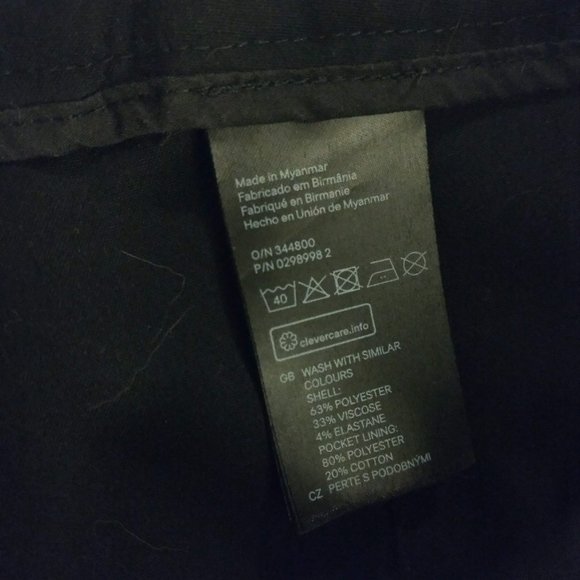 Made in Myanmar
Fabricado em Birmânia
Fabriqué en Birmanie
Hecho en Unión de Myanmar
O/N 344800
P/N 0298998 2
40
clevercare.info
GB WASH WITH SIMILAR
COLOURS
SHELL:
63% POLYESTER
33% VISCOSE
4% ELASTANE
POCKET LINING:
80% POLYESTER
20% COTTON
CZ PERTE S PODOBNÝMI